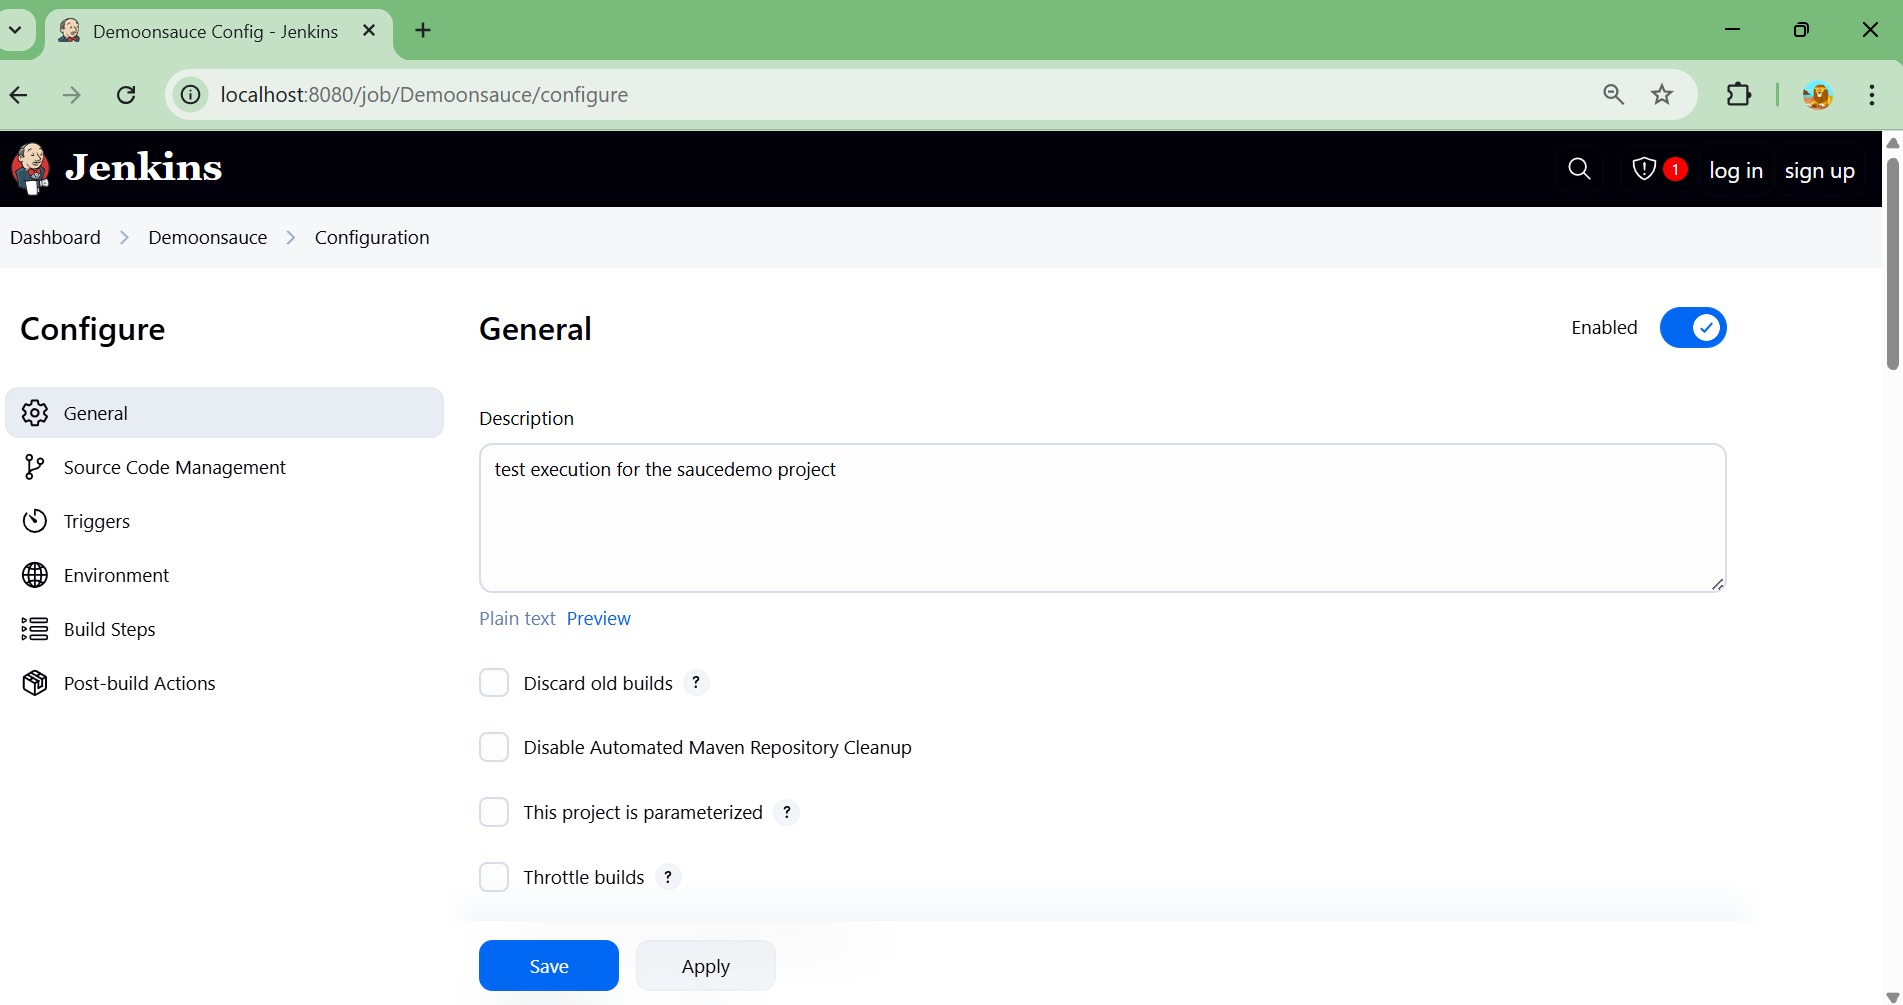 Demoonsauce Config - Jenkins
localhost:8080/job/Demoonsauce/configure
Jenkins
1 log in sign up
Dashboard Demoonsauce Configuration
Configure
General
Source Code Management
Triggers
Environment
Build Steps
Post-build Actions
General
Enabled
Description
test execution for the saucedemo project
Plain text Preview
Discard old builds ?
Disable Automated Maven Repository Cleanup
This project is parameterized ?
Throttle builds ?
Save Apply